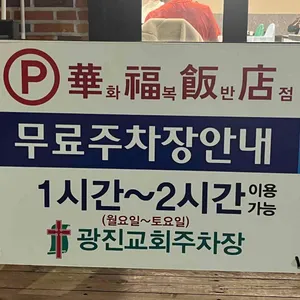 P 華화福복飯반店점
무료주차장안내
1시간~2시간 이용가능
(월요일~토요일)
광진교회주차장